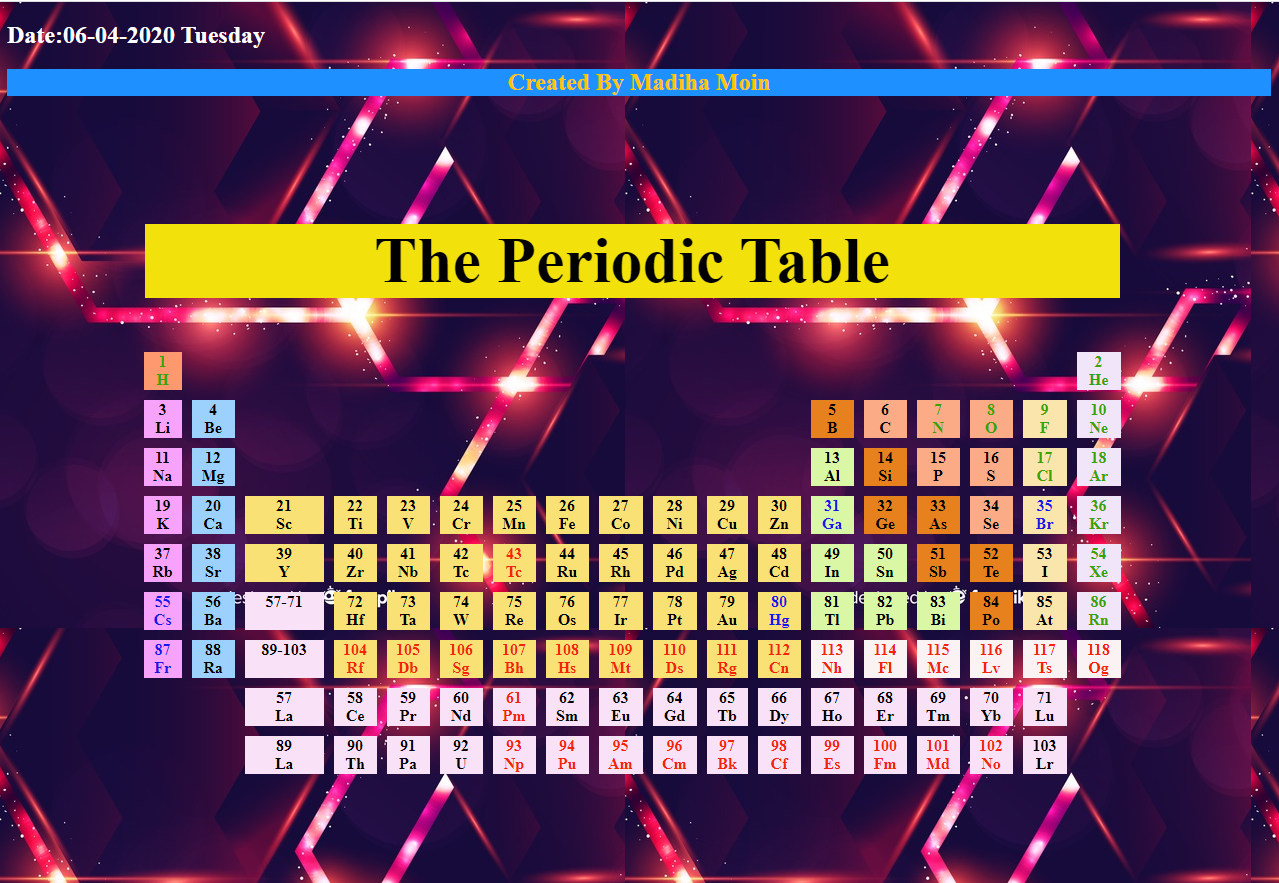 Date:06-04-2020 Tuesday
Created By Madiha Moin
The Periodic Table
1 2
H He
3 4 5 6 7 8 9 10
Li Be B C N O F Ne
11 12 13 14 15 16 17 18
Na Mg Al Si P S Cl Ar
19 20 21 22 23 24 25 26 27 28 29 30 31 32 33 34 35 36
K Ca Sc Ti V Cr Mn Fe Co Ni Cu Zn Ga Ge As Se Br Kr
37 38 39 40 41 42 43 44 45 46 47 48 49 50 51 52 53 54
Rb Sr Y Zr Nb Tc Tc Ru Rh Pd Ag Cd In Sn Sb Te I Xe
55 56 57-71 72 73 74 75 76 77 78 79 80 81 82 83 84 85 86
Cs Ba Hf Ta W Re Os Ir Pt Au Hg Tl Pb Bi Po At Rn
87 88 89-103 104 105 106 107 108 109 110 111 112 113 114 115 116 117 118
Fr Ra Rf Db Sg Bh Hs Mt Ds Rg Cn Nh Fl Mc Lv Ts Og
57 58 59 60 61 62 63 64 65 66 67 68 69 70 71
La Ce Pr Nd Pm Sm Eu Gd Tb Dy Ho Er Tm Yb Lu
89 90 91 92 93 94 95 96 97 98 99 100 101 102 103
La Th Pa U Np Pu Am Cm Bk Cf Es Fm Md No Lr